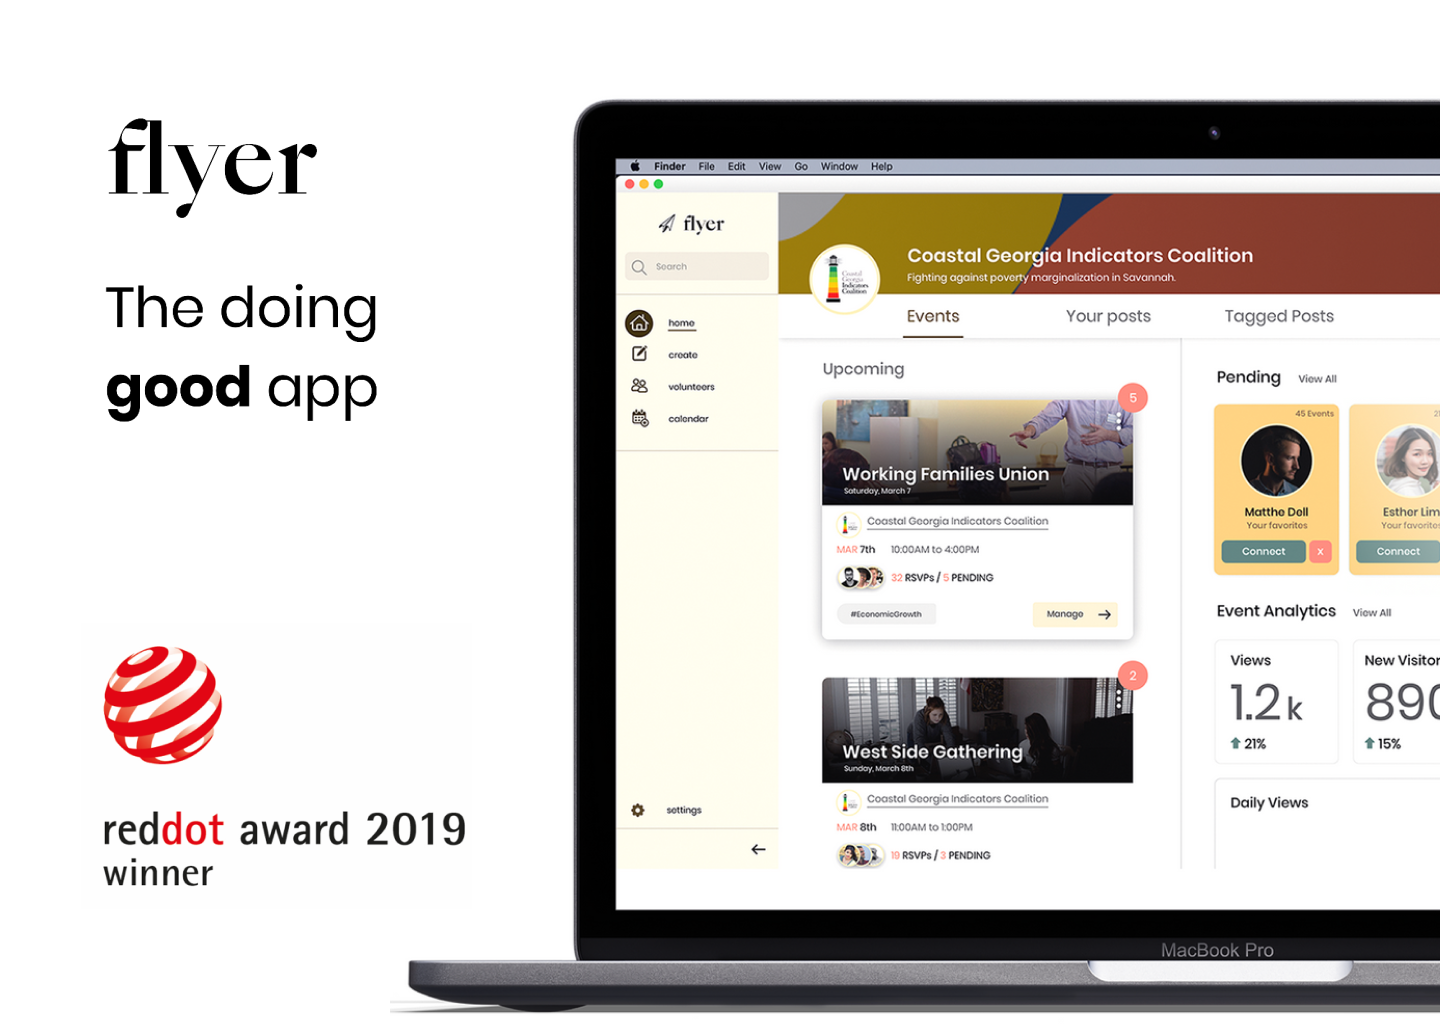 flyer
The doing
good app
reddot award 2019
winner
Finder File Edit View Go Window Help
flyer
Search
home
create
volunteers
calendar
settings
Coastal Georgia Indicators Coalition
Fighting against poverty marginalization in Savannah.
Coastal
Georgia
Indicators
Coalition
Events Your posts Tagged Posts
Upcoming
5
Working Families Union
Saturday, March 7
Coastal Georgia Indicators Coalition
MAR 7th 10:00AM to 4:00PM
32 RSVPs / 5 PENDING
#EconomicGrowth
Manage
2
West Side Gathering
Sunday, March 8th
Coastal Georgia Indicators Coalition
MAR 8th 11:00AM to 1:00PM
19 RSVPs / 3 PENDING
Pending View All
45 Events
Matthe Doll
Your favorites
Connect X
Esther Lim
Your favorites
Connect
Event Analytics View All
Views
1.2 k
21%
New Visitor
890
15%
Daily Views
MacBook Pro